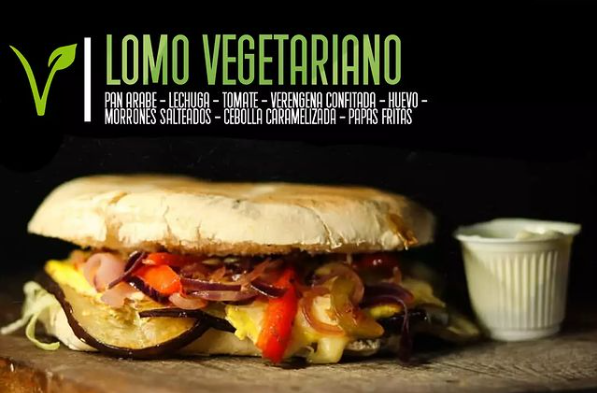 LOMO VEGETARIANO
PAN ARABE - LECHUGA - TOMATE - VERENGENA CONFITADA - HUEVO -
MORRONES SALTEADOS - CEBOLLA CARAMELIZADA - PAPAS FRITAS